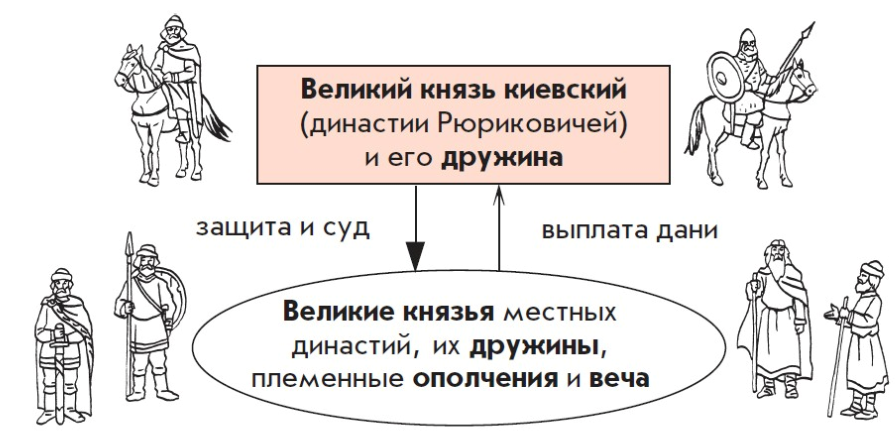 Великий князь киевский
(династии Рюриковичей)
и его дружина
защита и суд
выплата дани
Великие князья местных
династий, их дружины,
племенные ополчения и веча